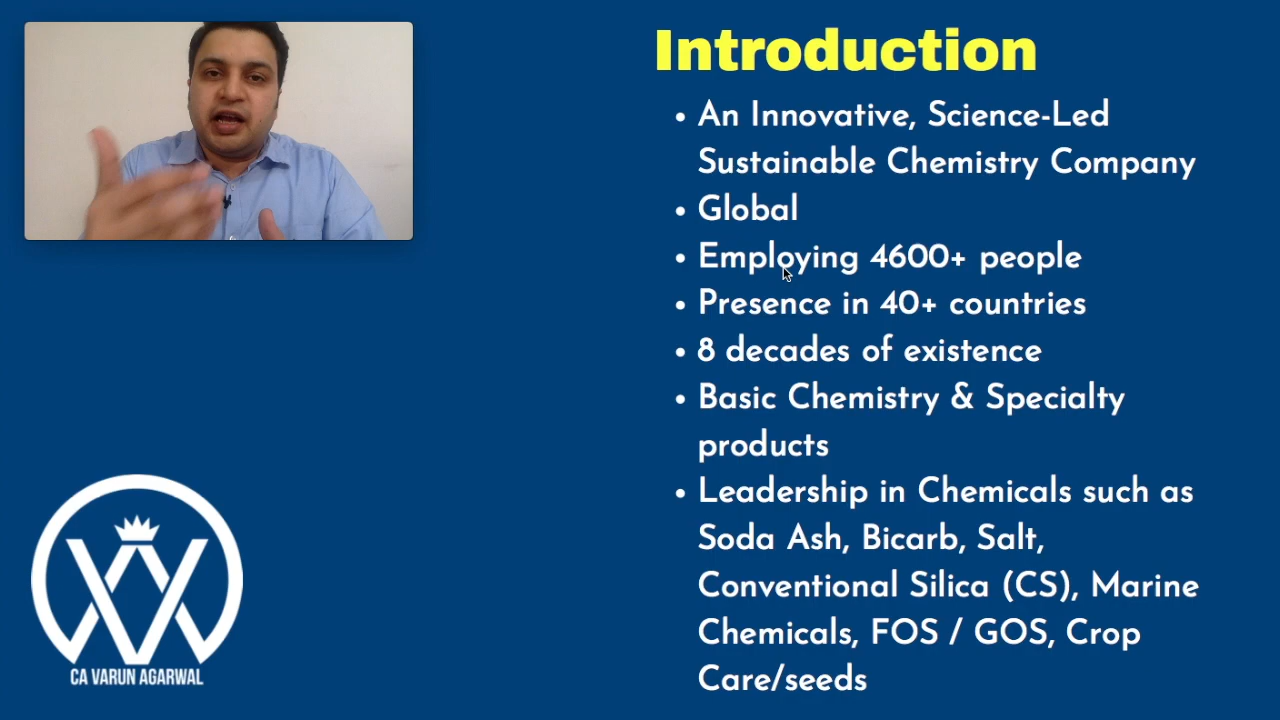 Introduction
• An Innovative, Science-Led
Sustainable Chemistry Company
• Global
• Employing 4600+ people
• Presence in 40+ countries
• 8 decades of existence
• Basic Chemistry & Specialty
products
• Leadership in Chemicals such as
Soda Ash, Bicarb, Salt,
Conventional Silica (CS), Marine
Chemicals, FOS / GOS, Crop
Care/seeds
CA VARUN AGARWAL